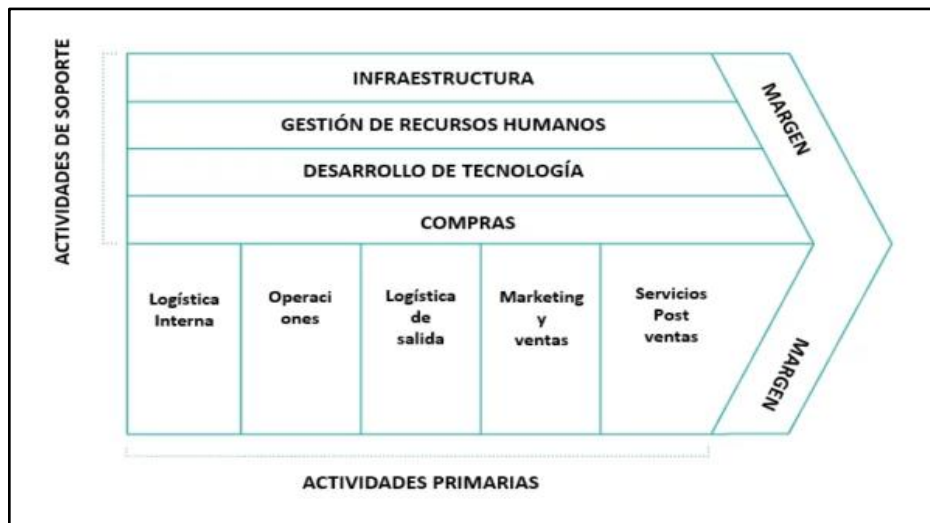 ACTIVIDADES DE SOPORTE
INFRAESTRUCTURA
GESTIÓN DE RECURSOS HUMANOS
DESARROLLO DE TECNOLOGÍA
COMPRAS
MARGEN
Logística
Interna
Operaci
ones
Logística
de
salida
Marketing
y
ventas
Servicios
Post
ventas
MARGEN
ACTIVIDADES PRIMARIAS